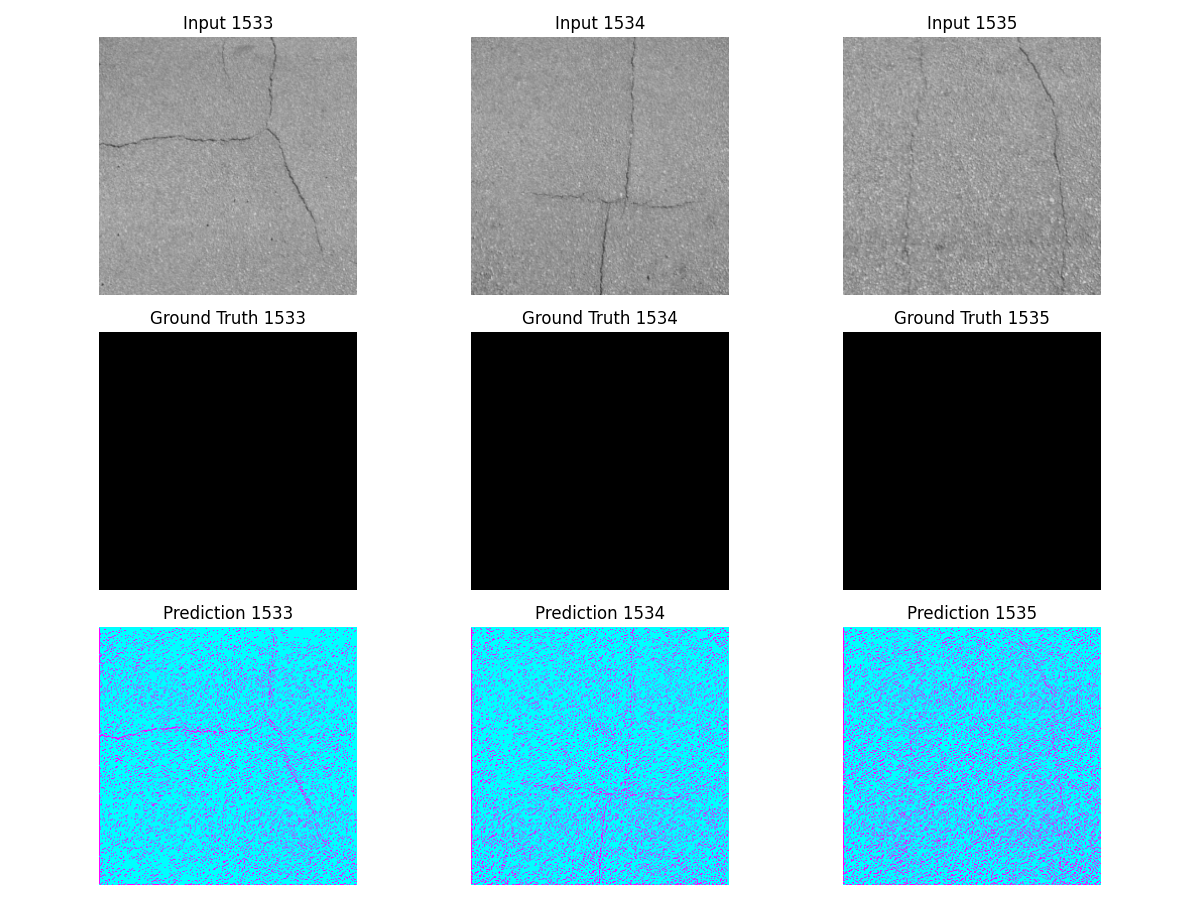 Input 1533
Input 1534
Input 1535
Ground Truth 1533
Ground Truth 1534
Ground Truth 1535
Prediction 1533
Prediction 1534
Prediction 1535